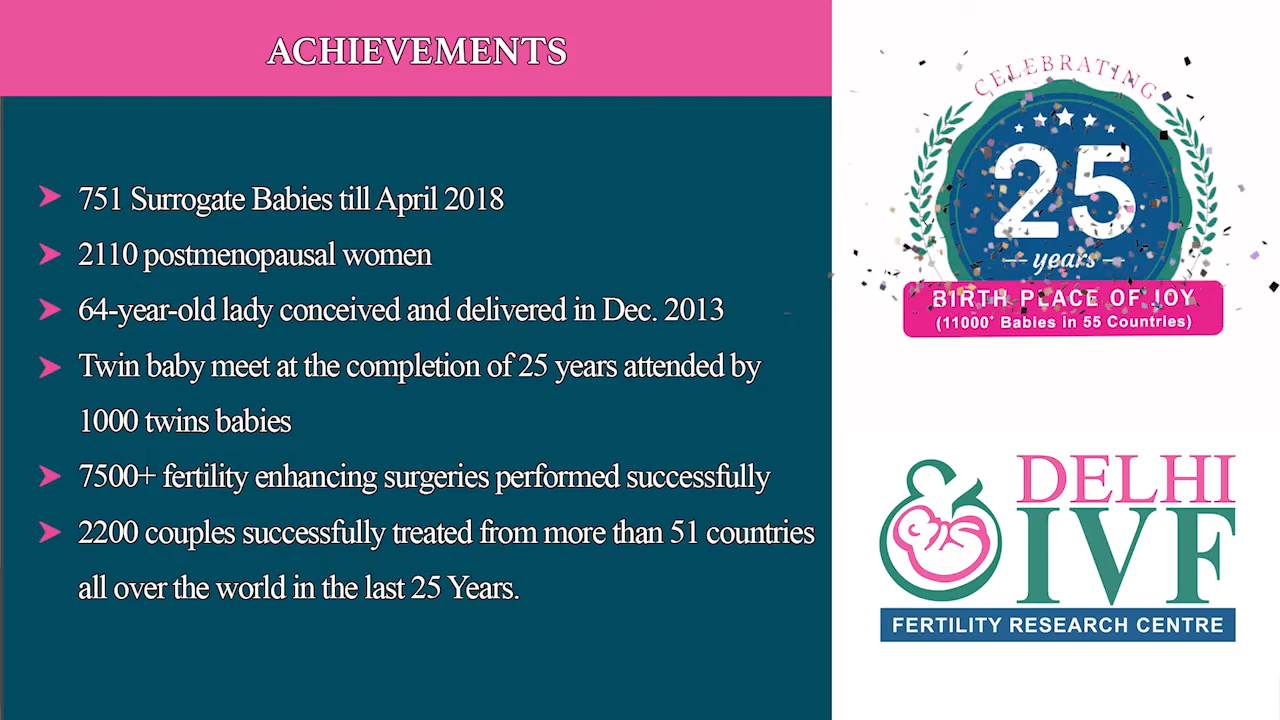 ACHIEVEMENTS
751 Surrogate Babies till April 2018
2110 postmenopausal women
64-year-old lady conceived and delivered in Dec. 2013
Twin baby meet at the completion of 25 years attended by
1000 twins babies
7500+ fertility enhancing surgeries performed successfully
2200 couples successfully treated from more than 51 countries
all over the world in the last 25 Years.
CELEBRATING
25
years
BIRTH PLACE OF JOY
(11000+ Babies in 55 Countries)
DELHI
IVF
FERTILITY RESEARCH CENTRE